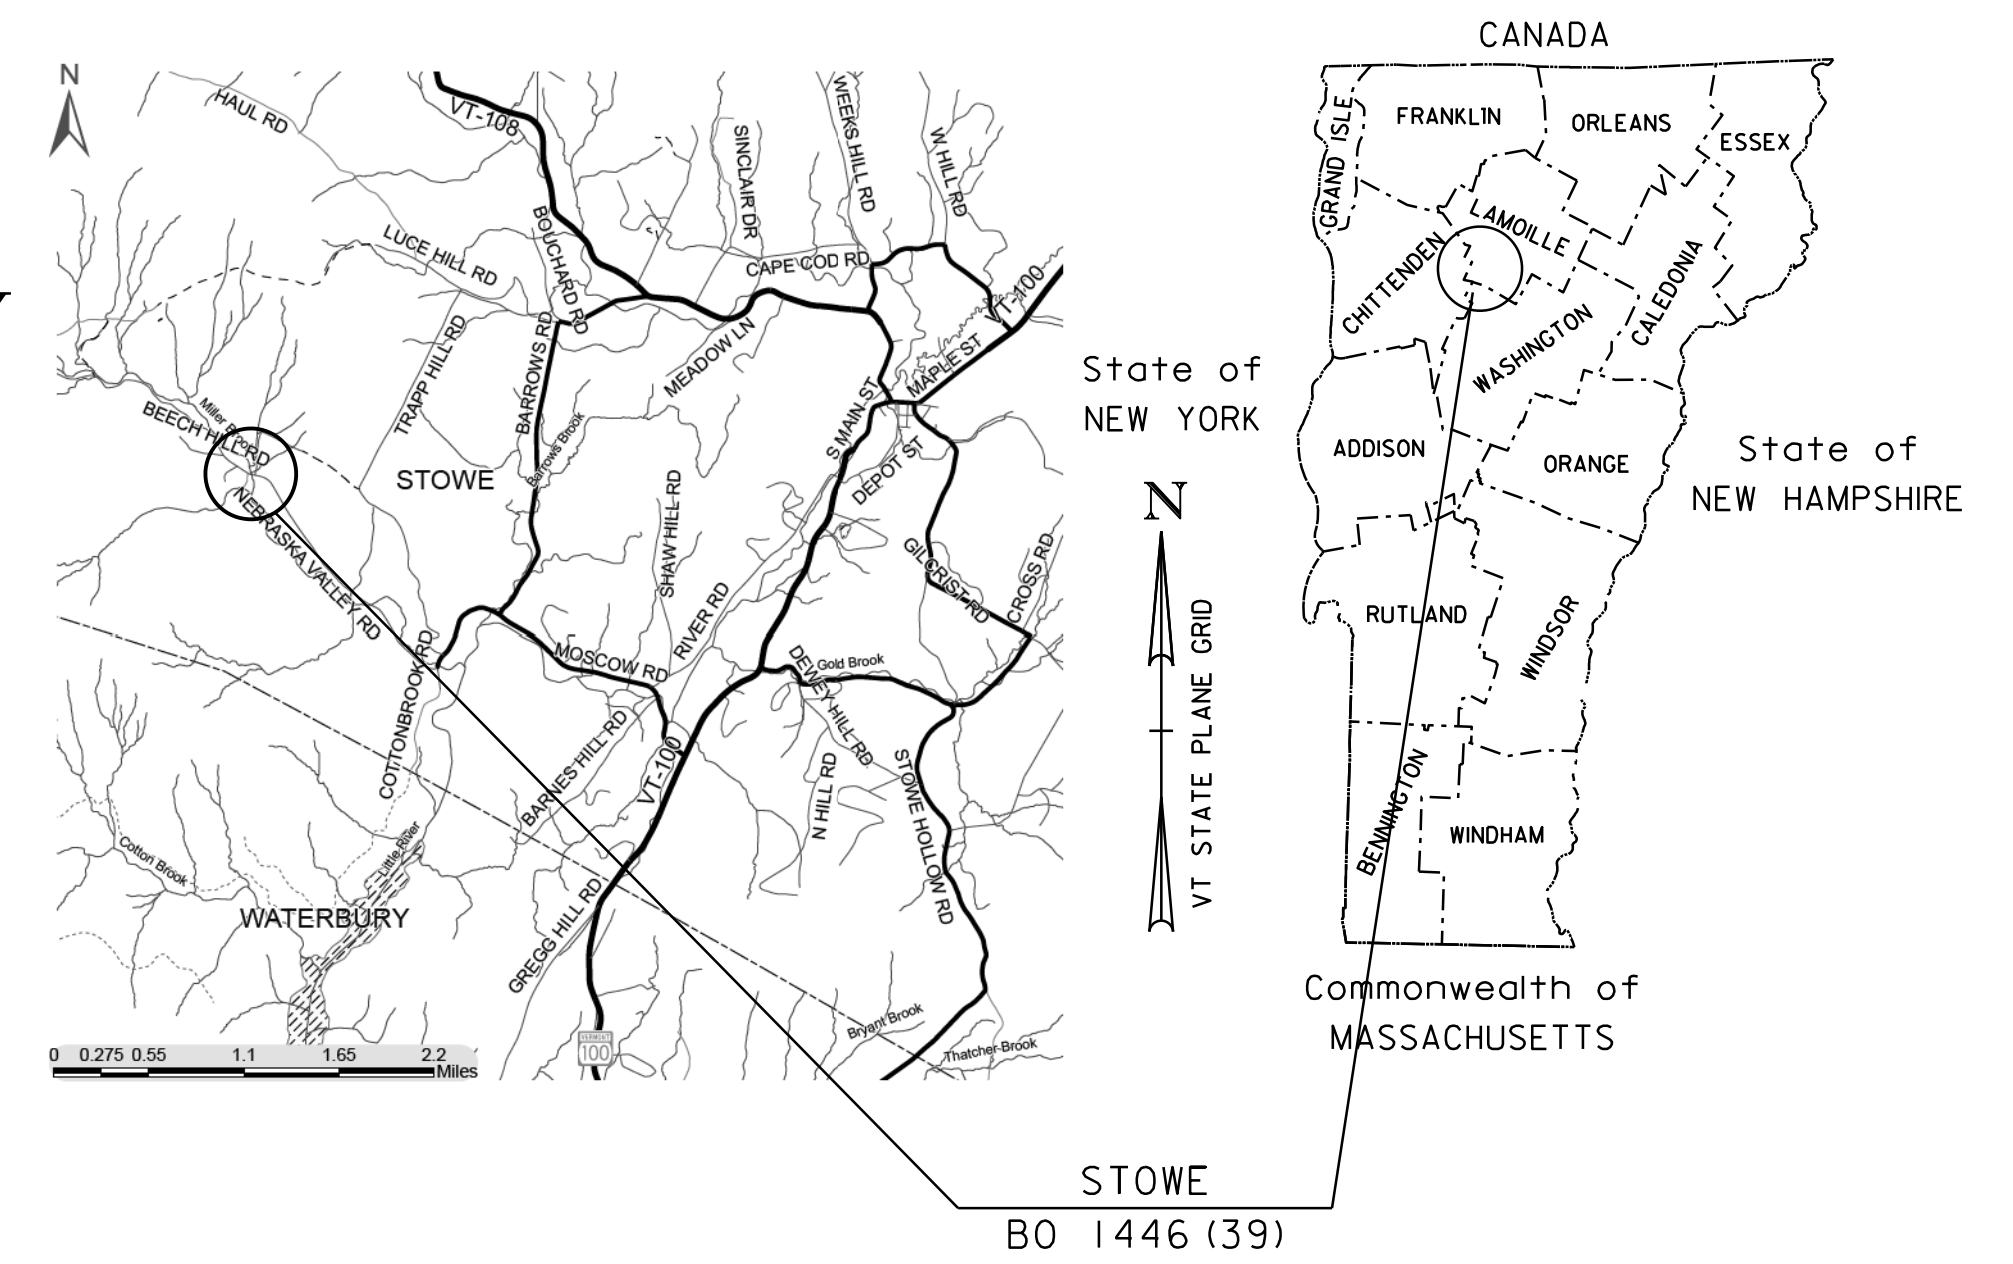 CANADA
N
HAUL RD
VT-108
WEEKS HILL RD
SINCLAIR DR
W HILL RD
BOUCHARD RD
LUCE HILL RD
CAPE COD RD
VT-100
TRAPP HILL RD
BARROWS RD
MEADOW LN
MAPLE ST
S MAIN ST
BEECH HILL RD
Miller Brook
Barrows Brook
STOWE
DEPOT ST
SHAW HILL RD
NEBRASKA VALLEY RD
GILCRIST RD
CROSS RD
RIVER RD
COTTONBROOK RD
MOSCOW RD
Gold Brook
DEWEY HILL RD
BARNES HILL RD
VT-100
N HILL RD
STOWE HOLLOW RD
Cotton Brook
Little River
WATERBURY
GREGG HILL RD
Bryant Brook
Thatcher Brook
VERMONT
100
0 0.275 0.55 1.1 1.65 2.2
Miles
GRAND ISLE
FRANKLIN
ORLEANS
ESSEX
LAMOILLE
CHITTENDEN
CALEDONIA
WASHINGTON
State of
NEW YORK
ADDISON
ORANGE
State of
NEW HAMPSHIRE
N
VT STATE PLANE GRID
RUTLAND
WINDSOR
BENNINGTON
WINDHAM
Commonwealth of
MASSACHUSETTS
STOWE
BO 1446 (39)